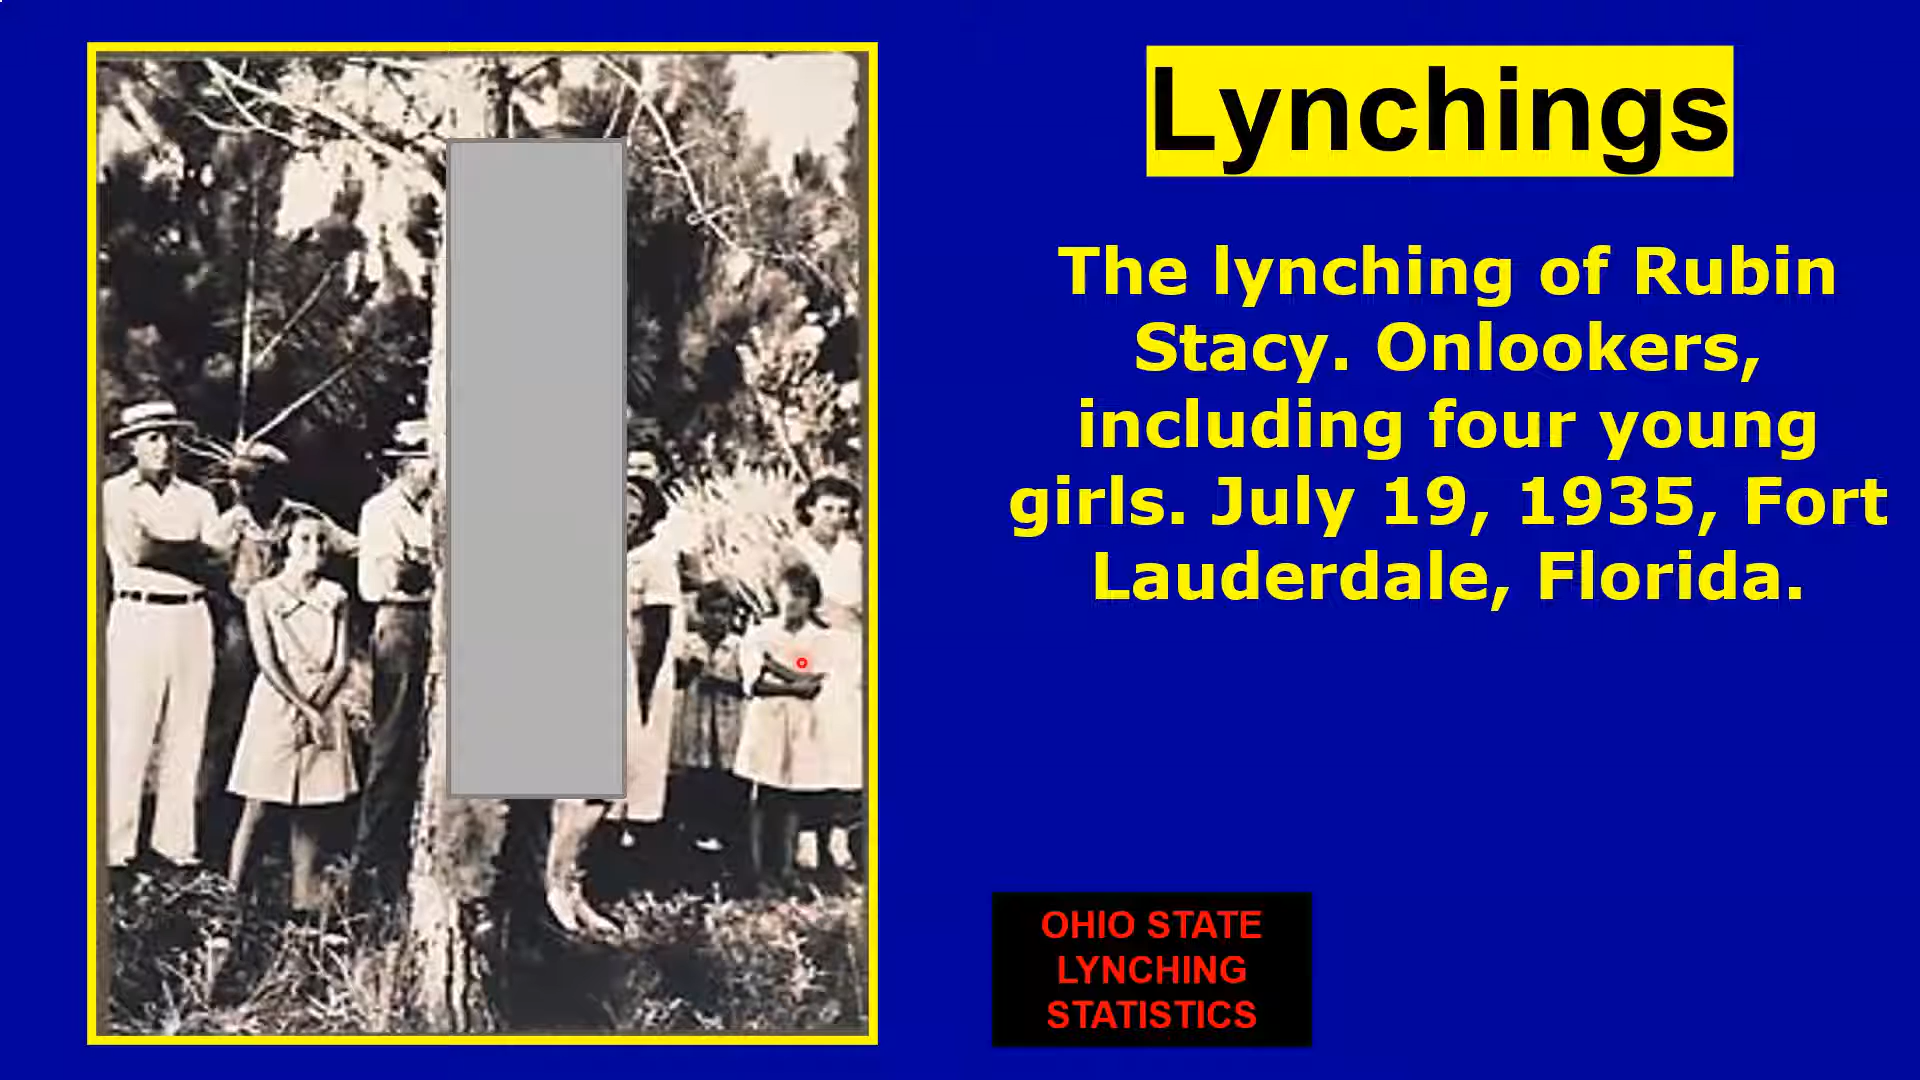 Lynchings
The lynching of Rubin
Stacy. Onlookers,
including four young
girls. July 19, 1935, Fort
Lauderdale, Florida.
OHIO STATE
LYNCHING
STATISTICS